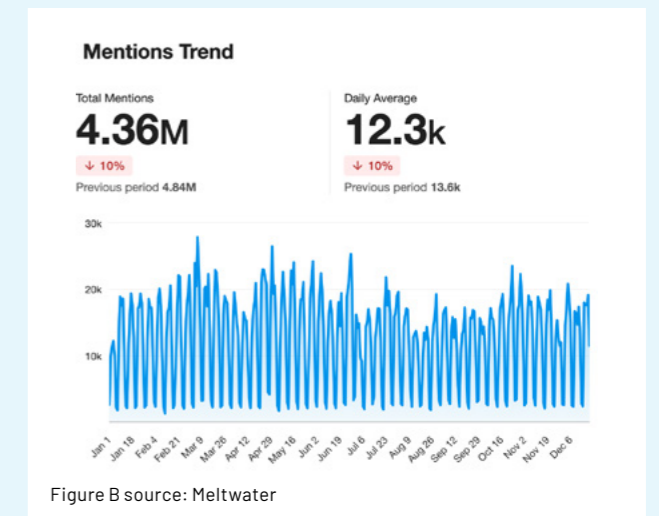 Mentions Trend
Total Mentions
4.36M
↓ 10%
Previous period 4.84M
Daily Average
12.3k
↓ 10%
Previous period 13.6k
30k
20k
10k
Jan 1
Jan 18
Feb 4
Feb 21
Mar 9
Mar 26
Apr 12
Apr 29
May 16
Jun 2
Jun 19
Jul 6
Jul 23
Aug 9
Aug 26
Sep 12
Sep 29
Oct 16
Nov 2
Nov 19
Dec 6
Figure B source: Meltwater